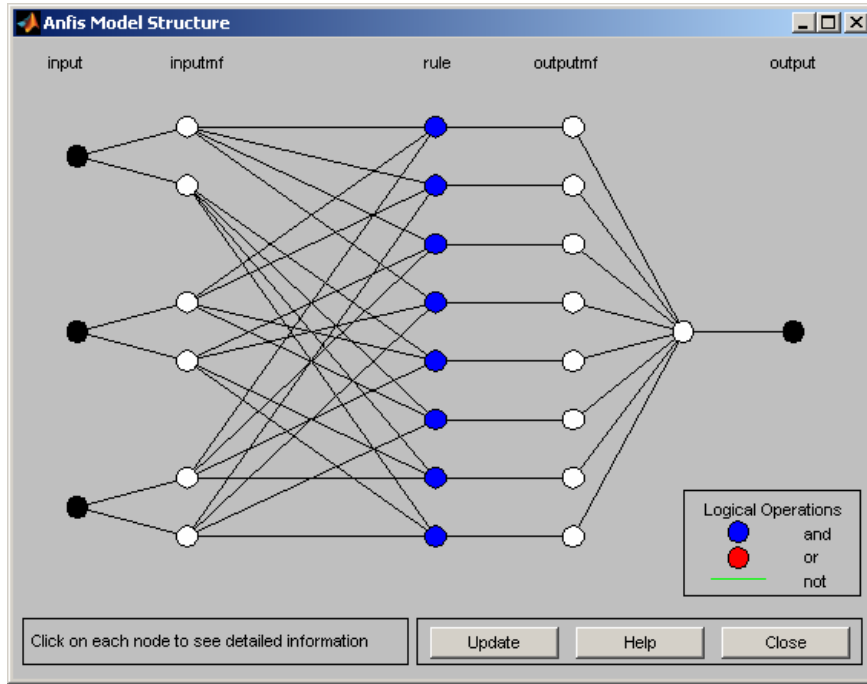 Anfis Model Structure
input inputmf rule outputmf output
Logical Operations
and
or
not
Click on each node to see detailed information
Update Help Close